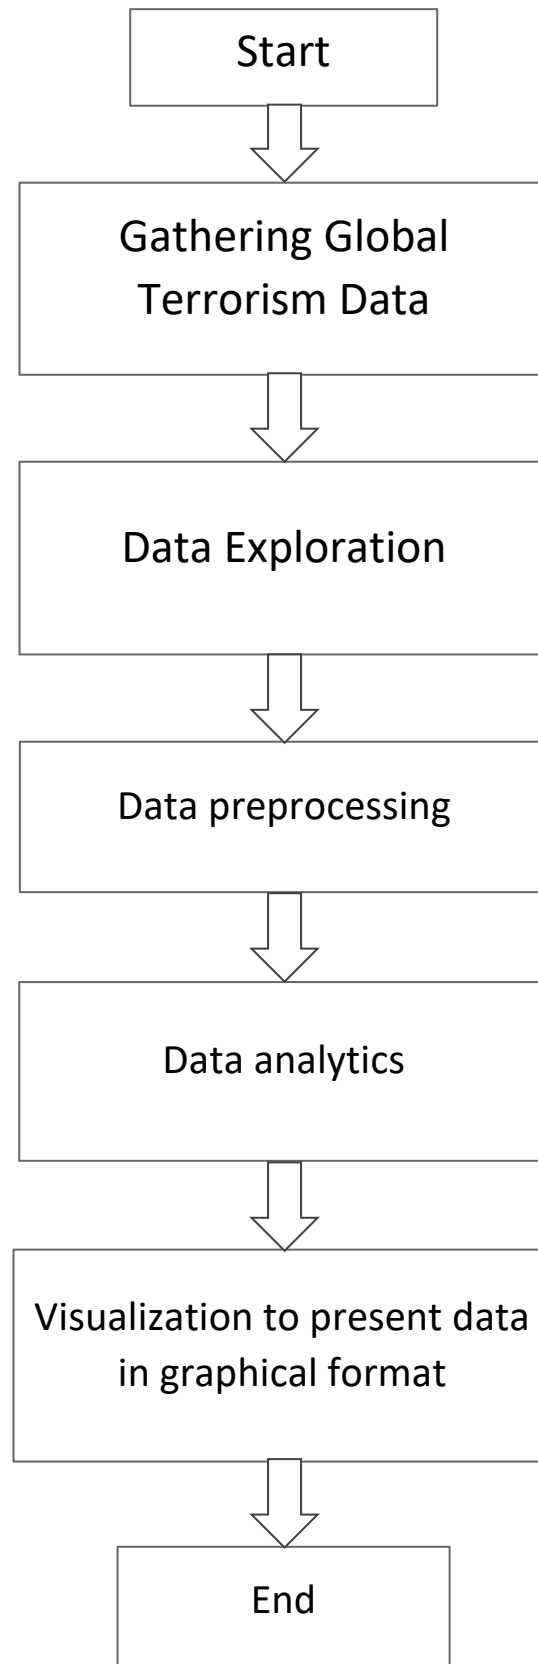 Start
Gathering Global
Terrorism Data
Data Exploration
Data preprocessing
Data analytics
Visualization to present data
in graphical format
End